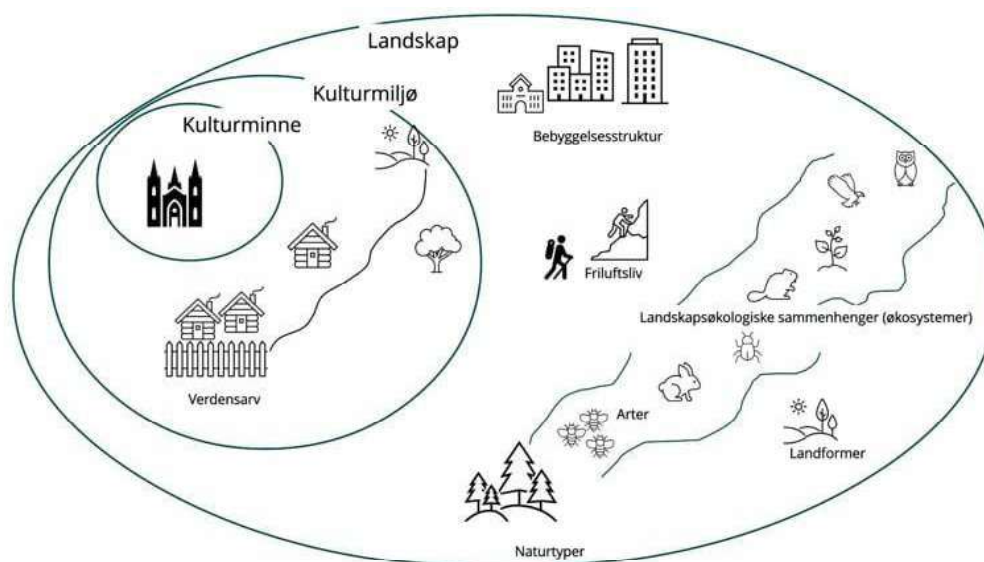 Landskap
Kulturmiljø
Kulturminne
Bebyggelsesstruktur
Friluftsliv
Landskapsøkologiske sammenhenger (økosystemer)
Verdensarv
Arter
Landformer
Naturtyper